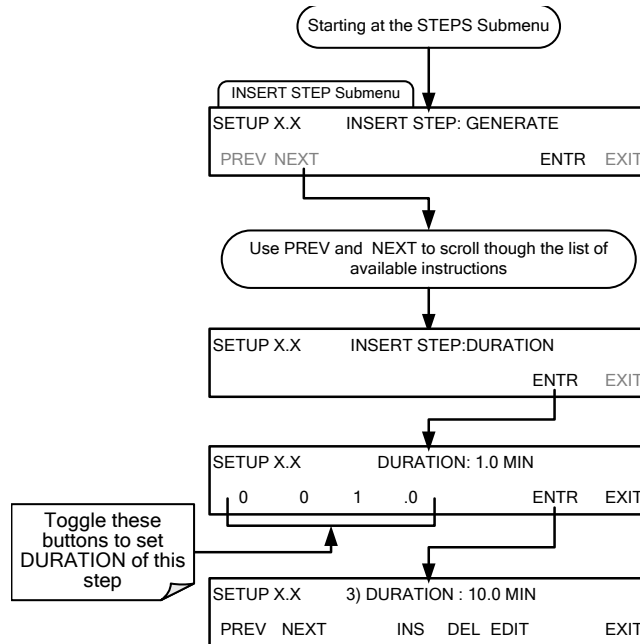 Starting at the STEPS Submenu
INSERT STEP Submenu
SETUP X.X INSERT STEP: GENERATE
PREV NEXT ENTR EXIT
Use PREV and NEXT to scroll though the list of
available instructions
SETUP X.X INSERT STEP:DURATION
ENTR EXIT
SETUP X.X DURATION: 1.0 MIN
0 0 1 .0 ENTR EXIT
Toggle these
buttons to set
DURATION of this
step
SETUP X.X 3) DURATION : 10.0 MIN
PREV NEXT INS DEL EDIT EXIT